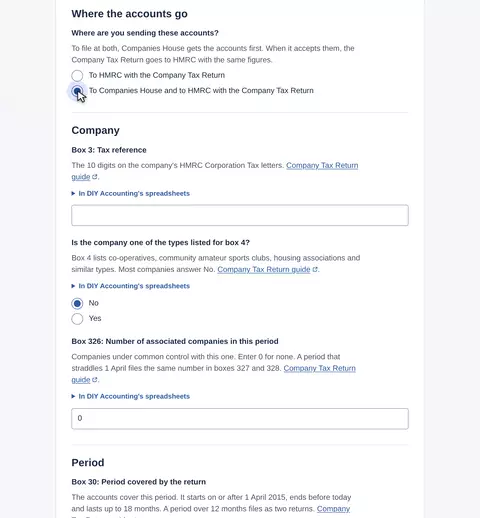 Where the accounts go
Where are you sending these accounts?
To file at both, Companies House gets the accounts first. When it accepts them, the
Company Tax Return goes to HMRC with the same figures.
To HMRC with the Company Tax Return
To Companies House and to HMRC with the Company Tax Return
Company
Box 3: Tax reference
The 10 digits on the company's HMRC Corporation Tax letters. Company Tax Return
guide.
In DIY Accounting's spreadsheets
Is the company one of the types listed for box 4?
Box 4 lists co-operatives, community amateur sports clubs, housing associations and
similar types. Most companies answer No. Company Tax Return guide.
In DIY Accounting's spreadsheets
No
Yes
Box 326: Number of associated companies in this period
Companies under common control with this one. Enter 0 for none. A period that
straddles 1 April files the same number in boxes 327 and 328. Company Tax Return
guide.
In DIY Accounting's spreadsheets
0
Period
Box 30: Period covered by the return
The accounts cover this period. It starts on or after 1 April 2015, ends before today
and lasts up to 18 months. A period over 12 months files as two returns. Company